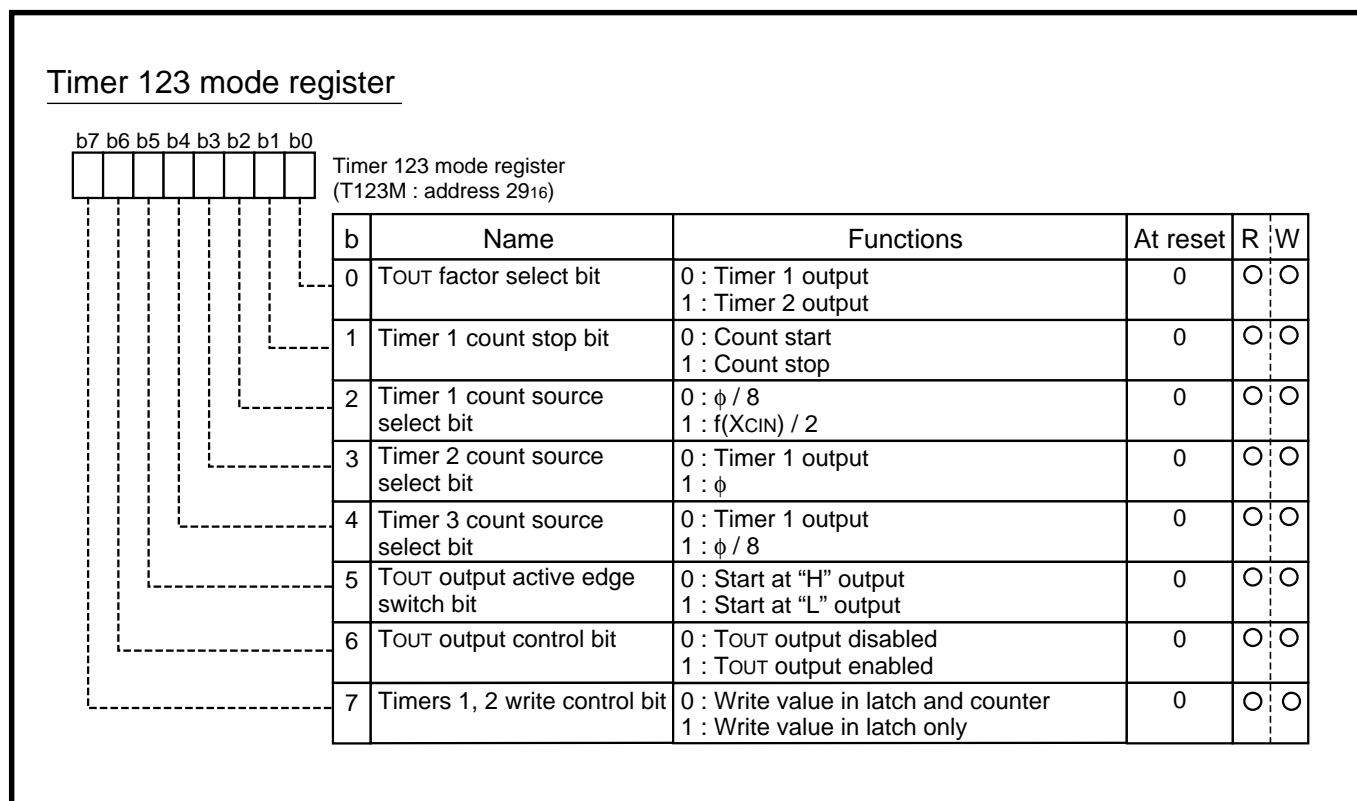 Timer 123 mode register
b7 b6 b5 b4 b3 b2 b1 b0
Timer 123 mode register
(T123M : address 2916)
b Name Functions At reset R W
0 TOUT factor select bit 0 : Timer 1 output 0
1 : Timer 2 output
1 Timer 1 count stop bit 0 : Count start 0
1 : Count stop
2 Timer 1 count source 0 : ϕ / 8 0
select bit 1 : f(XCIN) / 2
3 Timer 2 count source 0 : Timer 1 output 0
select bit 1 : ϕ
4 Timer 3 count source 0 : Timer 1 output 0
select bit 1 : ϕ / 8
5 TOUT output active edge 0 : Start at “H” output 0
switch bit 1 : Start at “L” output
6 TOUT output control bit 0 : TOUT output disabled 0
1 : TOUT output enabled
7 Timers 1, 2 write control bit 0 : Write value in latch and counter 0
1 : Write value in latch only